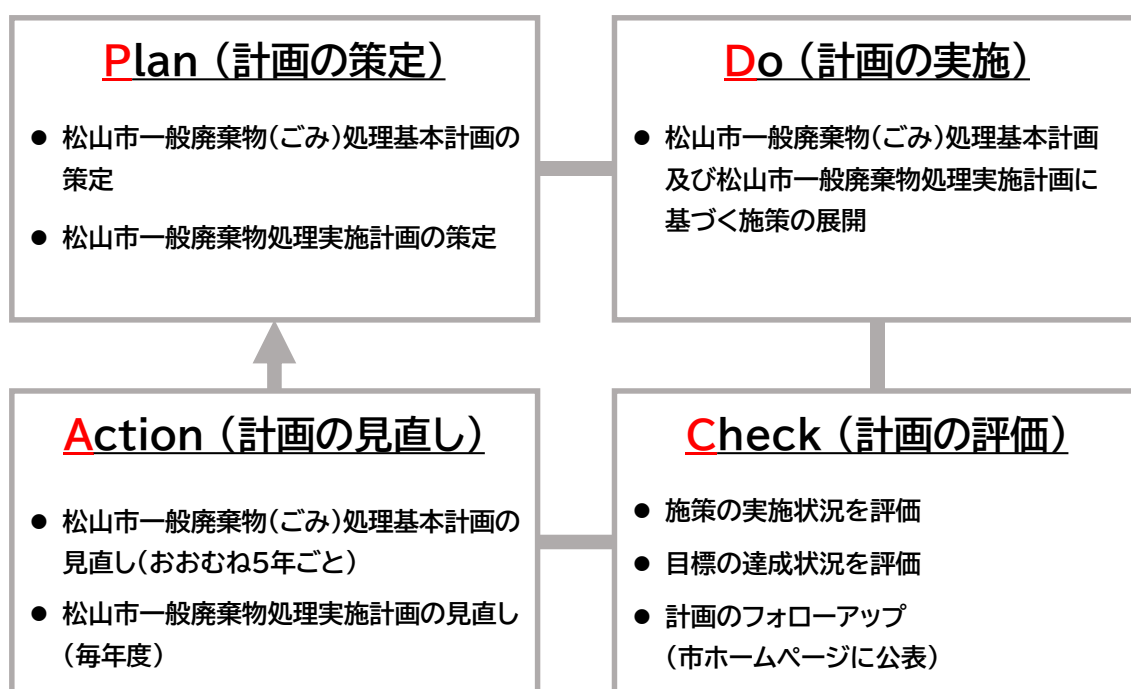 Plan（計画の策定）
● 松山市一般廃棄物（ごみ）処理基本計画の
策定
● 松山市一般廃棄物処理実施計画の策定
Do（計画の実施）
● 松山市一般廃棄物（ごみ）処理基本計画
及び松山市一般廃棄物処理実施計画に
基づく施策の展開
Action（計画の見直し）
● 松山市一般廃棄物（ごみ）処理基本計画の
見直し（おおむね5年ごと）
● 松山市一般廃棄物処理実施計画の見直し
（毎年度）
Check（計画の評価）
● 施策の実施状況を評価
● 目標の達成状況を評価
● 計画のフォローアップ
（市ホームページに公表）